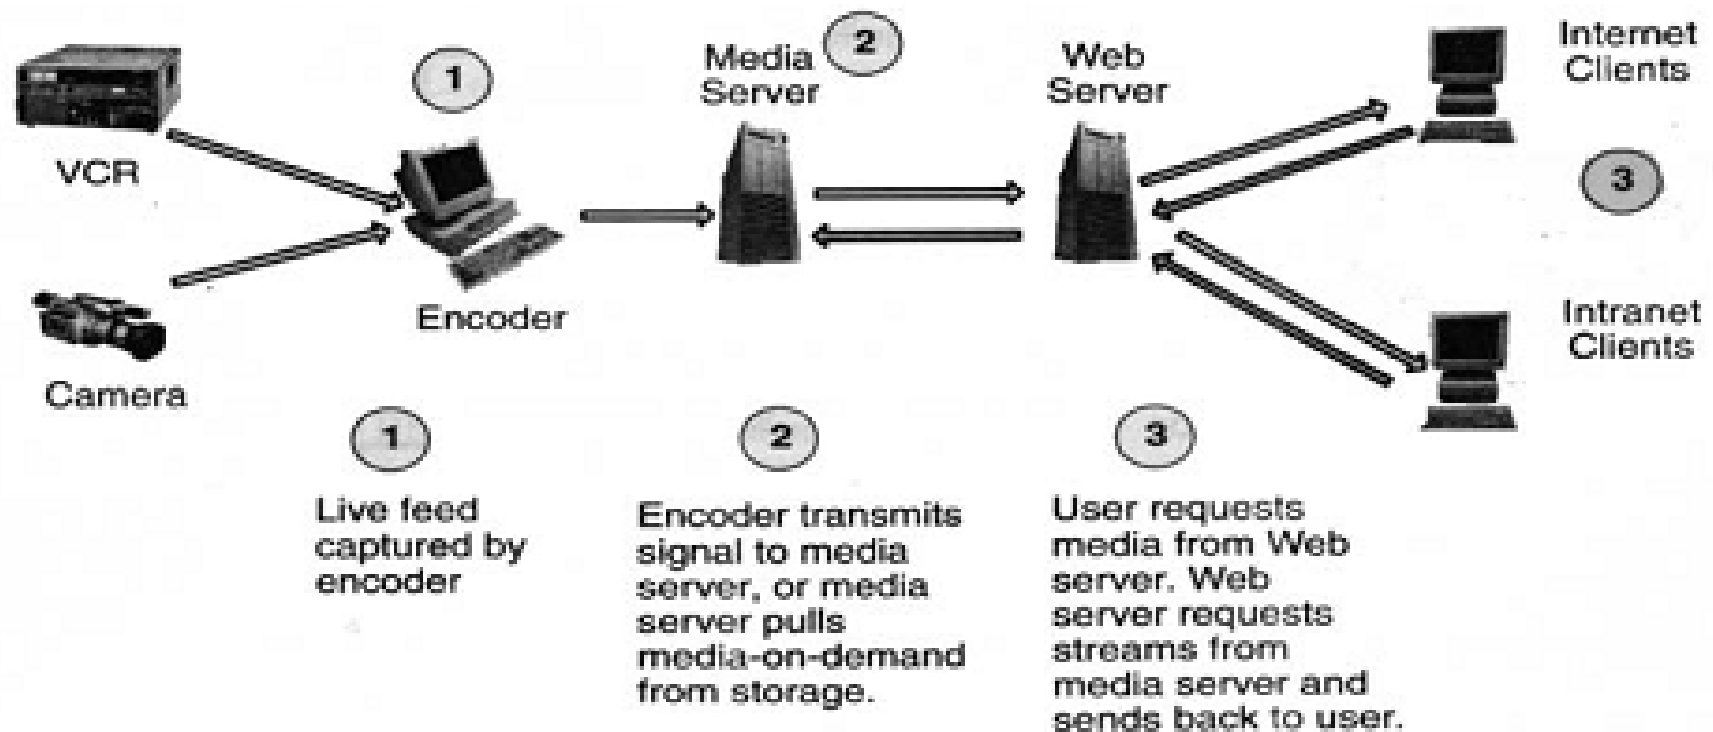 VCR
Camera
1
Encoder
Media
Server
2
Web
Server
Internet
Clients
3
Intranet
Clients
1
Live feed
captured by
encoder
2
Encoder transmits
signal to media
server, or media
server pulls
media-on-demand
from storage.
3
User requests
media from Web
server. Web
server requests
streams from
media server and
sends back to user.